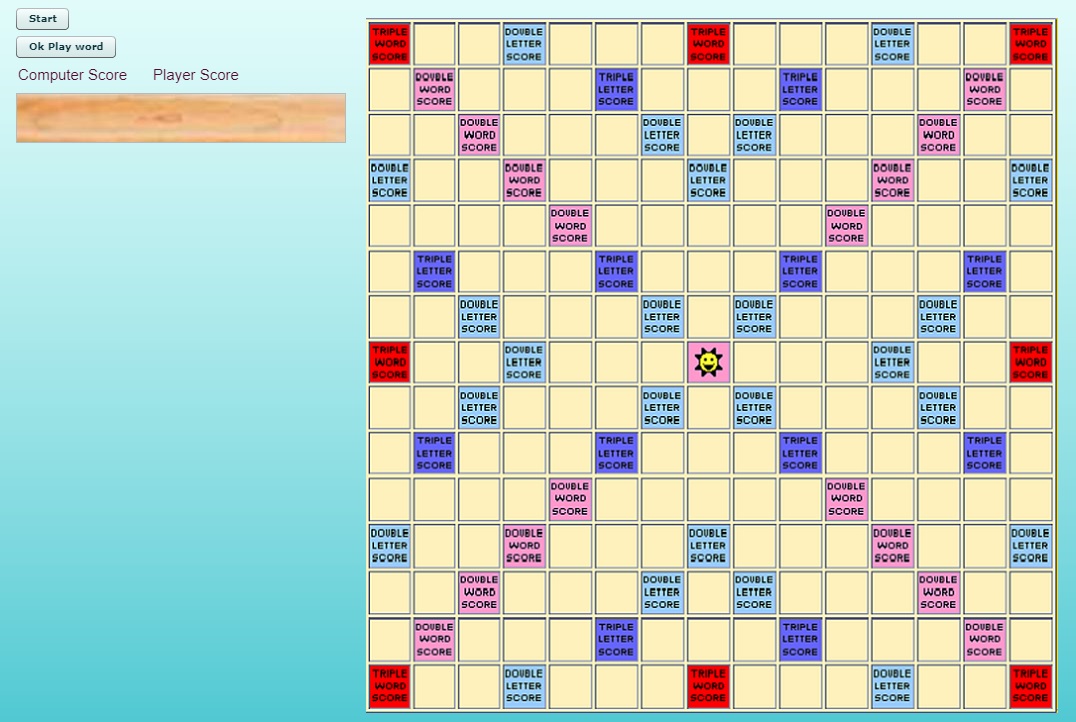 Start
Ok Play word
Computer Score Player Score
TRIPLE DOUBLE TRIPLE DOUBLE TRIPLE
WORD LETTER WORD LETTER WORD
SCORE SCORE SCORE SCORE SCORE
DOUBLE TRIPLE TRIPLE DOUBLE
WORD LETTER LETTER WORD
SCORE SCORE SCORE SCORE
DOUBLE DOUBLE DOUBLE DOUBLE
WORD LETTER LETTER WORD
SCORE SCORE SCORE SCORE
DOUBLE DOUBLE DOUBLE DOUBLE DOUBLE
LETTER WORD LETTER WORD LETTER
SCORE SCORE SCORE SCORE SCORE
DOUBLE DOUBLE
WORD WORD
SCORE SCORE
TRIPLE TRIPLE TRIPLE TRIPLE
LETTER LETTER LETTER LETTER
SCORE SCORE SCORE SCORE
DOUBLE DOUBLE DOUBLE DOUBLE
LETTER LETTER LETTER LETTER
SCORE SCORE SCORE SCORE
TRIPLE DOUBLE DOUBLE TRIPLE
WORD LETTER LETTER WORD
SCORE SCORE SCORE SCORE
DOUBLE DOUBLE DOUBLE DOUBLE
LETTER LETTER LETTER LETTER
SCORE SCORE SCORE SCORE
TRIPLE TRIPLE TRIPLE TRIPLE
LETTER LETTER LETTER LETTER
SCORE SCORE SCORE SCORE
DOUBLE DOUBLE
WORD WORD
SCORE SCORE
DOUBLE DOUBLE DOUBLE DOUBLE DOUBLE
LETTER WORD LETTER WORD LETTER
SCORE SCORE SCORE SCORE SCORE
DOUBLE DOUBLE DOUBLE DOUBLE
WORD LETTER LETTER WORD
SCORE SCORE SCORE SCORE
DOUBLE TRIPLE TRIPLE DOUBLE
WORD LETTER LETTER WORD
SCORE SCORE SCORE SCORE
TRIPLE DOUBLE TRIPLE DOUBLE TRIPLE
WORD LETTER WORD LETTER WORD
SCORE SCORE SCORE SCORE SCORE